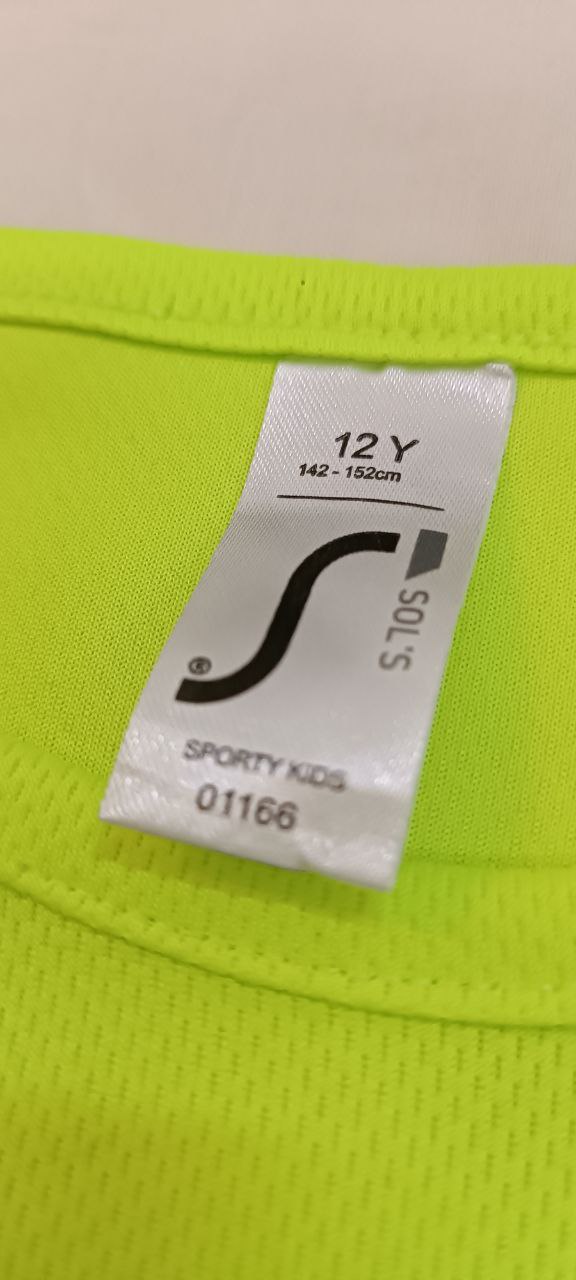 12 Y
142 - 152cm
SOL'S
®
SPORTY KIDS
01166